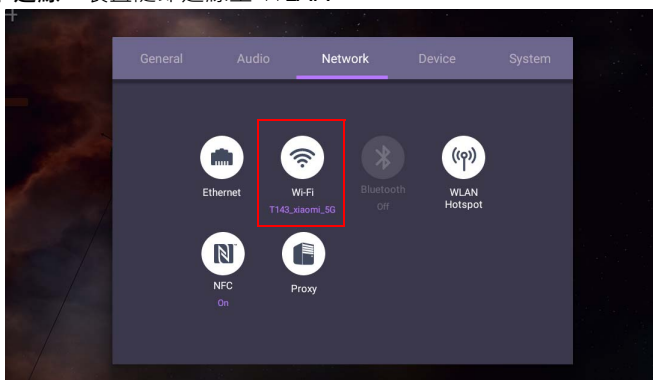 General Audio Network Device System
Ethernet Wi-Fi Bluetooth WLAN
Hotspot
T143_xiaomi_5G Off
NFC Proxy
On